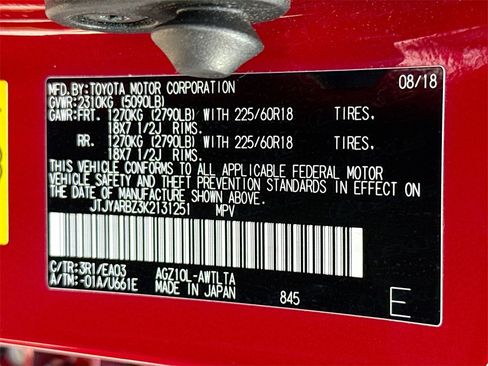 MFD. BY:TOYOTA MOTOR CORPORATION 08/18
GVWR:2310KG (5090LB)
GAWR:FRT. 1270KG (2790LB) WITH 225/60R18 TIRES.
18X7 1/2J RIMS.
RR. 1270KG (2790LB) WITH 225/60R18 TIRES.
18X7 1/2J RIMS.
THIS VEHICLE CONFORMS TO ALL APPLICABLE FEDERAL MOTOR
VEHICLE SAFETY AND THEFT PREVENTION STANDARDS IN EFFECT ON
THE DATE OF MANUFACTURE SHOWN ABOVE.
JTJYARBZ3K2131251 MPV
C/TR:3R1/EA03 AGZ10L-AWTLTA
A/TM:-01A/U661E MADE IN JAPAN 845 E